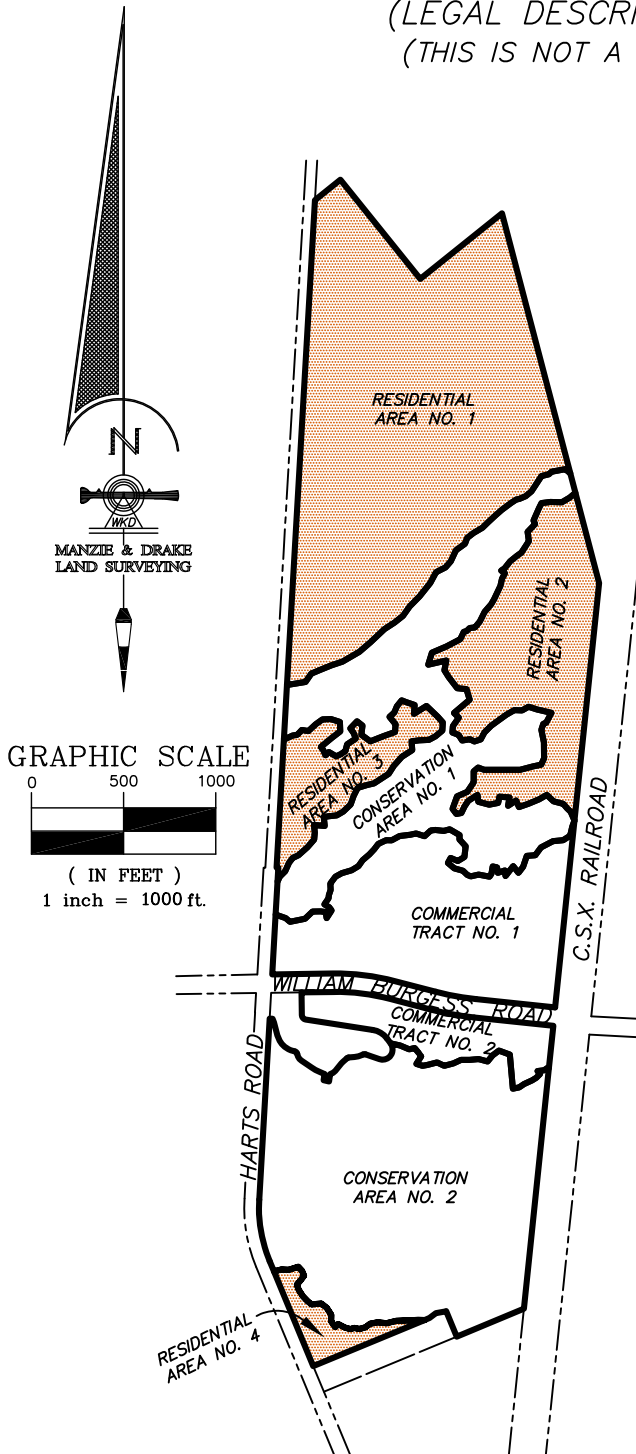 (LEGAL DESCRI
(THIS IS NOT A
RESIDENTIAL
AREA NO. 1
N
WKD
MANZIE & DRAKE
LAND SURVEYING
RESIDENTIAL
AREA NO. 2
GRAPHIC SCALE
0 500 1000
( IN FEET )
1 inch = 1000 ft.
RESIDENTIAL
AREA NO. 3
CONSERVATION
AREA NO. 1
C.S.X. RAILROAD
COMMERCIAL
TRACT NO. 1
WILLIAM BURGESS ROAD
COMMERCIAL
TRACT NO. 2
HARTS ROAD
CONSERVATION
AREA NO. 2
RESIDENTIAL
AREA NO. 4